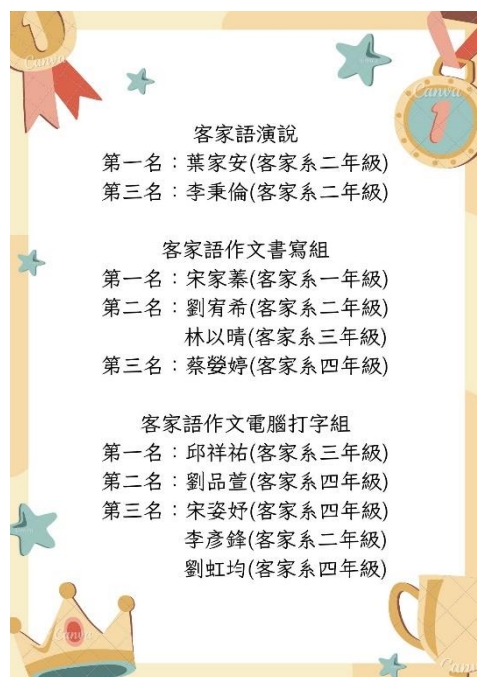 客家語演說
第一名：葉家安(客家系二年級)
第三名：李秉倫(客家系二年級)
客家語作文書寫組
第一名：宋家蓁(客家系一年級)
第二名：劉宥希(客家系二年級)
林以晴(客家系三年級)
第三名：蔡嫈婷(客家系四年級)
客家語作文電腦打字組
第一名：邱祥祐(客家系三年級)
第二名：劉品萱(客家系四年級)
第三名：宋姿妤(客家系四年級)
李彥鋒(客家系二年級)
劉虹均(客家系四年級)
1
Canva
Canva
1
Canva
Canva